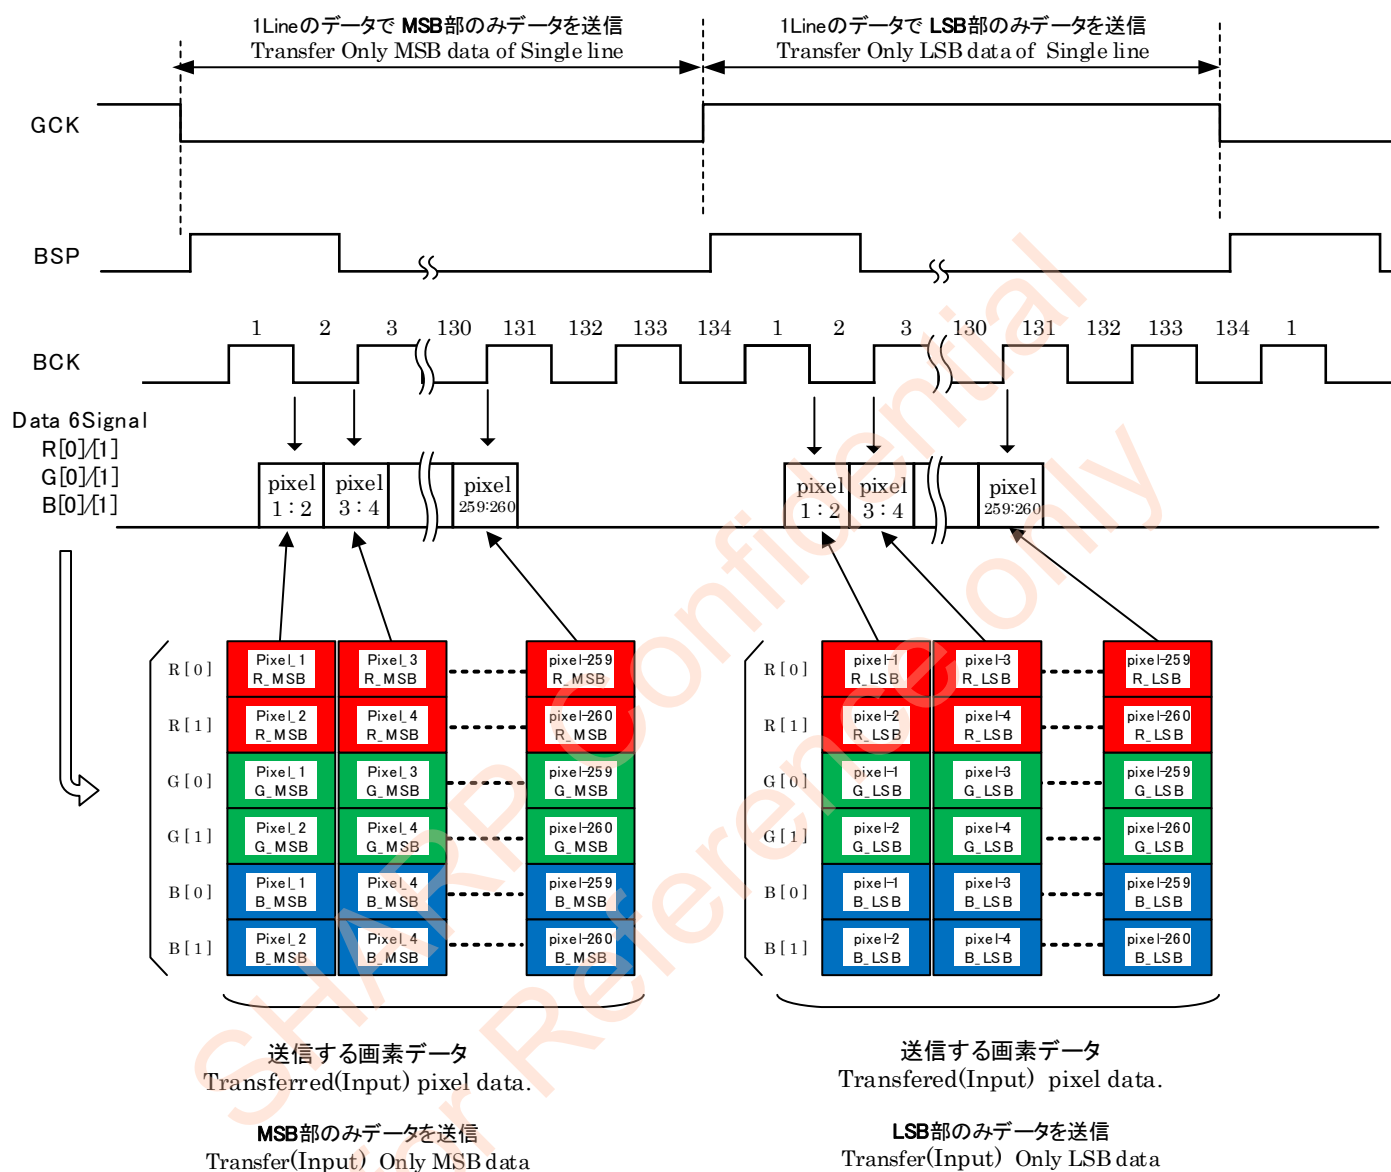 1Lineのデータで MSB部のみデータを送信
Transfer Only MSB data of Single line
1Lineのデータで LSB部のみデータを送信
Transfer Only LSB data of Single line
GCK
BSP
1 2 3 130 131 132 133 134 1 2 3 130 131 132 133 134 1
BCK
Data 6Signal
R[0]/[1]
G[0]/[1]
B[0]/[1]
pixel
1:2
pixel
3:4
pixel
259:260
pixel
1:2
pixel
3:4
pixel
259:260
R[0]
Pixel_1
R_MSB
Pixel_3
R_MSB
pixel-259
R_MSB
R[1]
Pixel_2
R_MSB
Pixel_4
R_MSB
pixel-260
R_MSB
G[0]
Pixel_1
G_MSB
Pixel_3
G_MSB
pixel-259
G_MSB
G[1]
Pixel_2
G_MSB
Pixel_4
G_MSB
pixel-260
G_MSB
B[0]
Pixel_1
B_MSB
Pixel_4
B_MSB
pixel-259
B_MSB
B[1]
Pixel_2
B_MSB
Pixel_4
B_MSB
pixel-260
B_MSB
R[0]
pixel-1
R_LSB
pixel-3
R_LSB
pixel-259
R_LSB
R[1]
pixel-2
R_LSB
pixel-4
R_LSB
pixel-260
R_LSB
G[0]
pixel-1
G_LSB
pixel-3
G_LSB
pixel-259
G_LSB
G[1]
pixel-2
G_LSB
pixel-4
G_LSB
pixel-260
G_LSB
B[0]
pixel-1
B_LSB
pixel-3
B_LSB
pixel-259
B_LSB
B[1]
pixel-2
B_LSB
pixel-4
B_LSB
pixel-260
B_LSB
送信する画素データ
Transferred(Input) pixel data.
MSB部のみデータを送信
Transfer(Input) Only MSB data
送信する画素データ
Transfered(Input) pixel data.
LSB部のみデータを送信
Transfer(Input) Only LSB data
SHARP Confidential
for Reference only